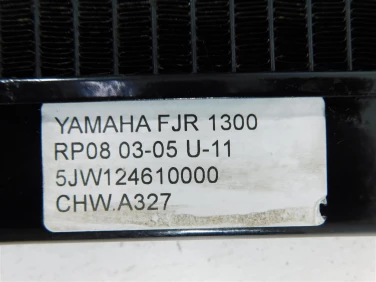 YAMAHA FJR 1300
RP08 03-05 U-11
5JW124610000
CHW.A327